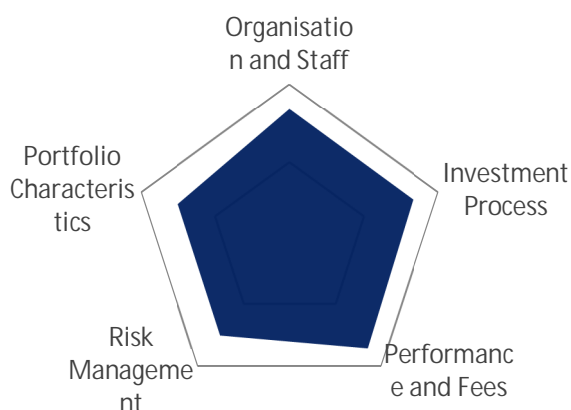 Organisatio
n and Staff
Investment
Process
Performanc
e and Fees
Risk
Manageme
nt
Portfolio
Characteris
tics